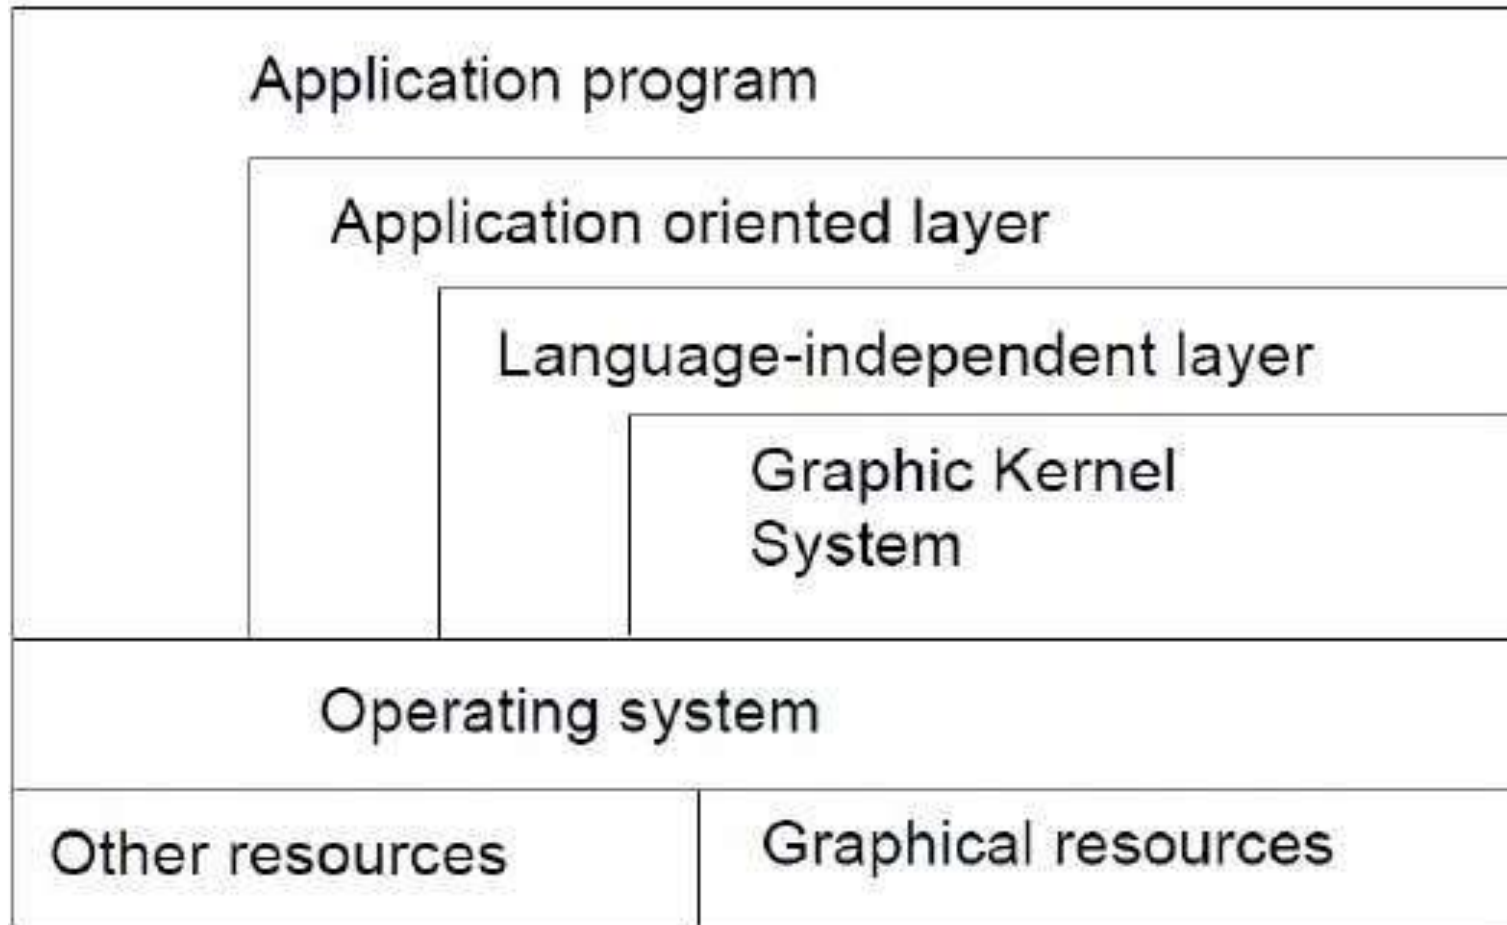 Application program
Application oriented layer
Language-independent layer
Graphic Kernel
System
Operating system
Other resources
Graphical resources